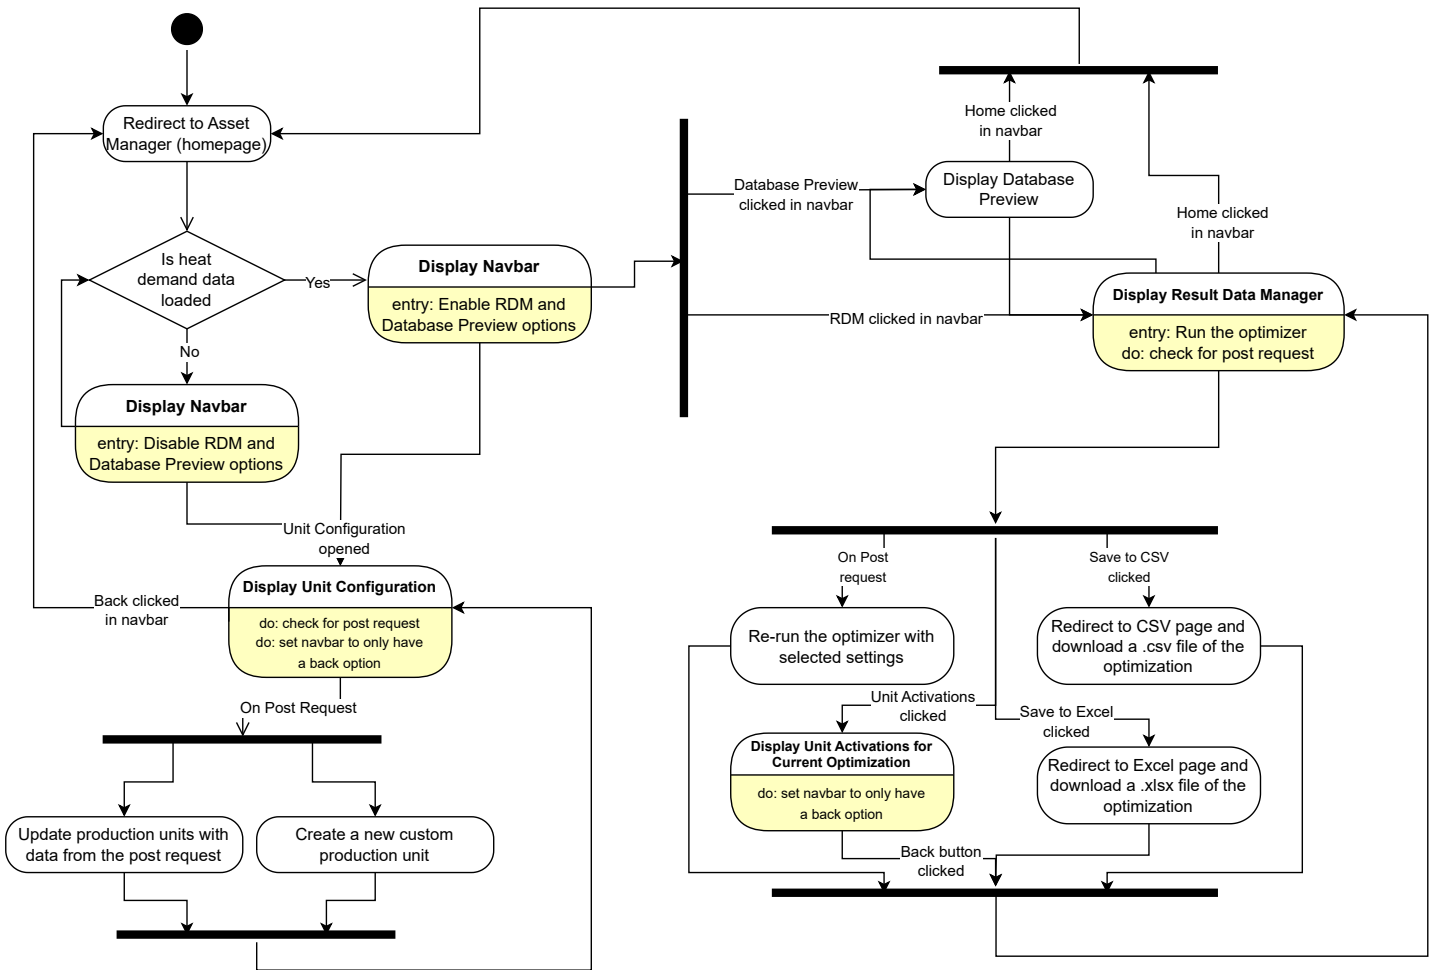 Redirect to Asset
Manager (homepage)
Is heat
demand data
loaded
Yes
No
Display Navbar
entry: Enable RDM and
Database Preview options
Display Navbar
entry: Disable RDM and
Database Preview options
Unit Configuration
opened
Display Unit Configuration
do: check for post request
do: set navbar to only have
a back option
Back clicked
in navbar
On Post Request
Update production units with
data from the post request
Create a new custom
production unit
Database Preview
clicked in navbar
RDM clicked in navbar
Home clicked
in navbar
Display Database
Preview
Home clicked
in navbar
Display Result Data Manager
entry: Run the optimizer
do: check for post request
On Post
request
Save to CSV
clicked
Re-run the optimizer with
selected settings
Redirect to CSV page and
download a .csv file of the
optimization
Unit Activations
clicked
Save to Excel
clicked
Display Unit Activations for
Current Optimization
do: set navbar to only have
a back option
Redirect to Excel page and
download a .xlsx file of the
optimization
Back button
clicked